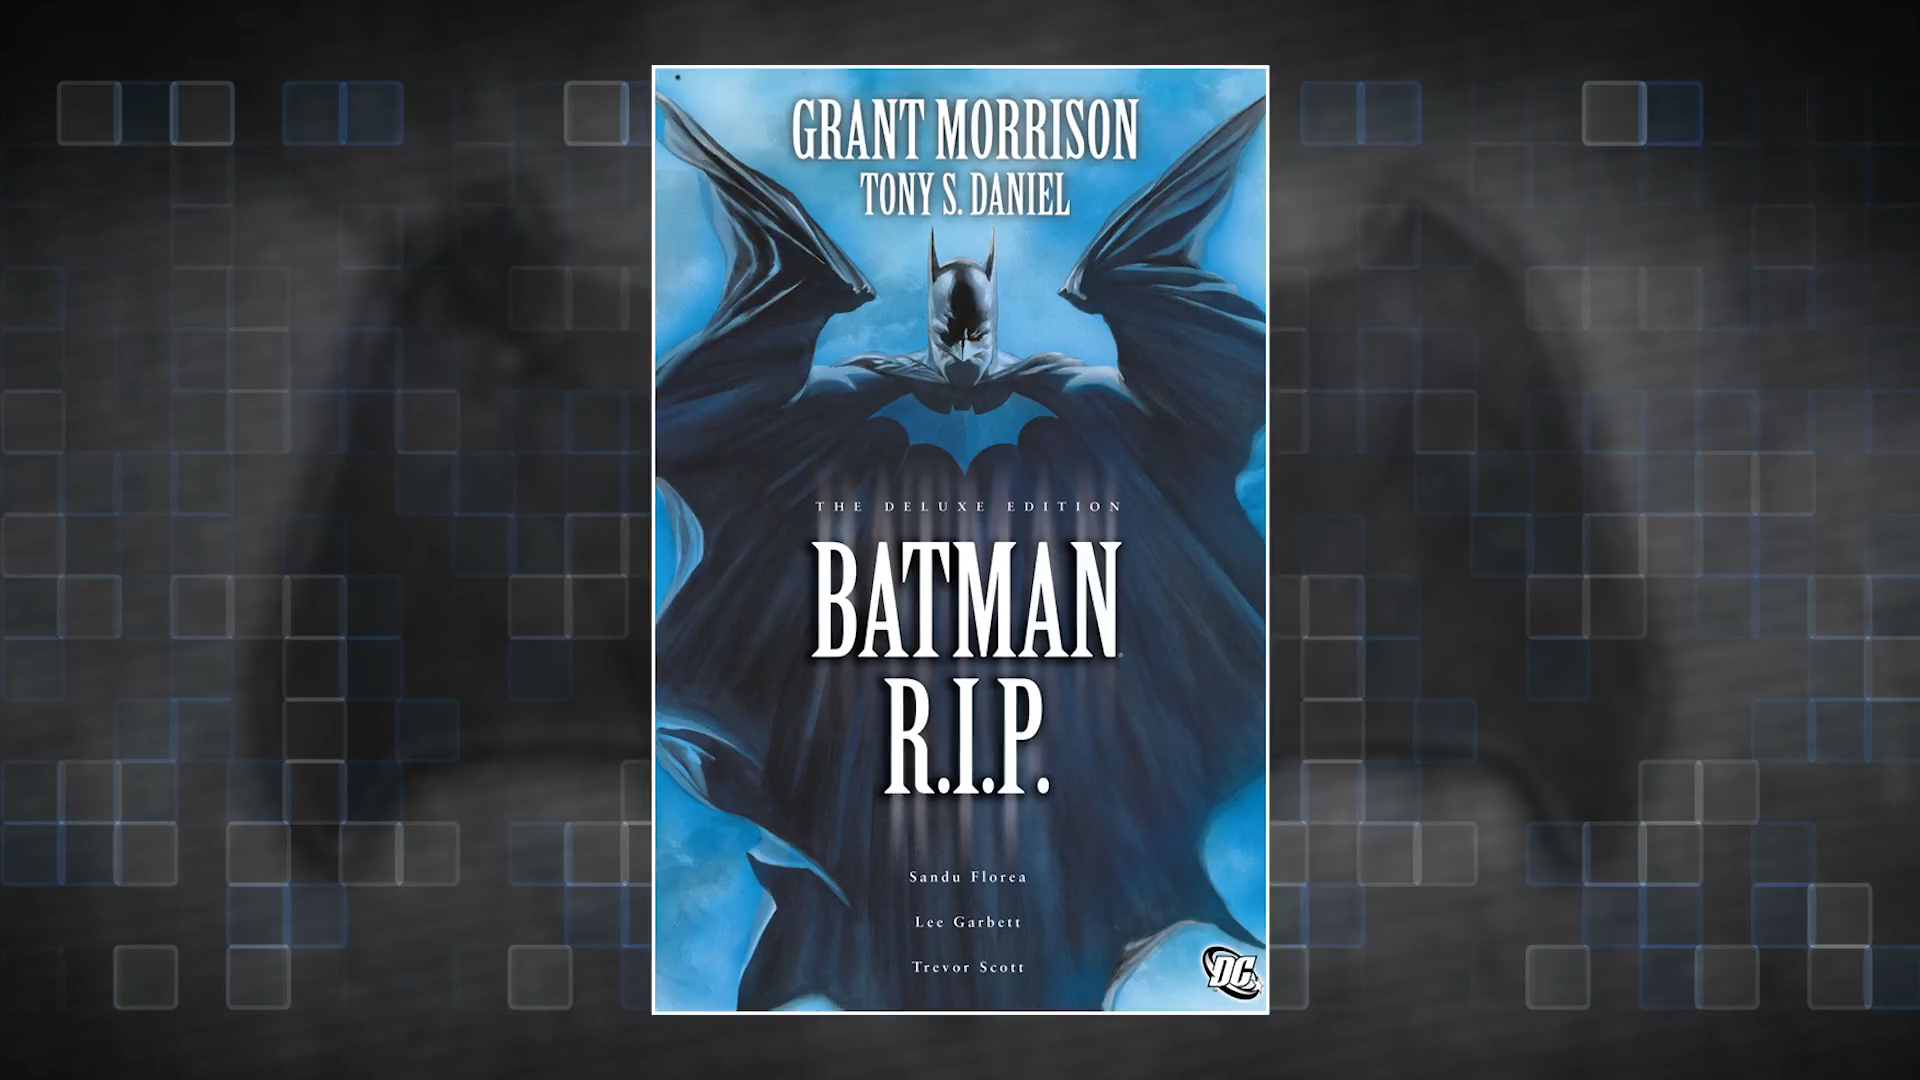 GRANT MORRISON
TONY S. DANIEL
THE DELUXE EDITION
BATMAN
R.I.P.
Sandu Florea
Lee Garbett
Trevor Scott
DC